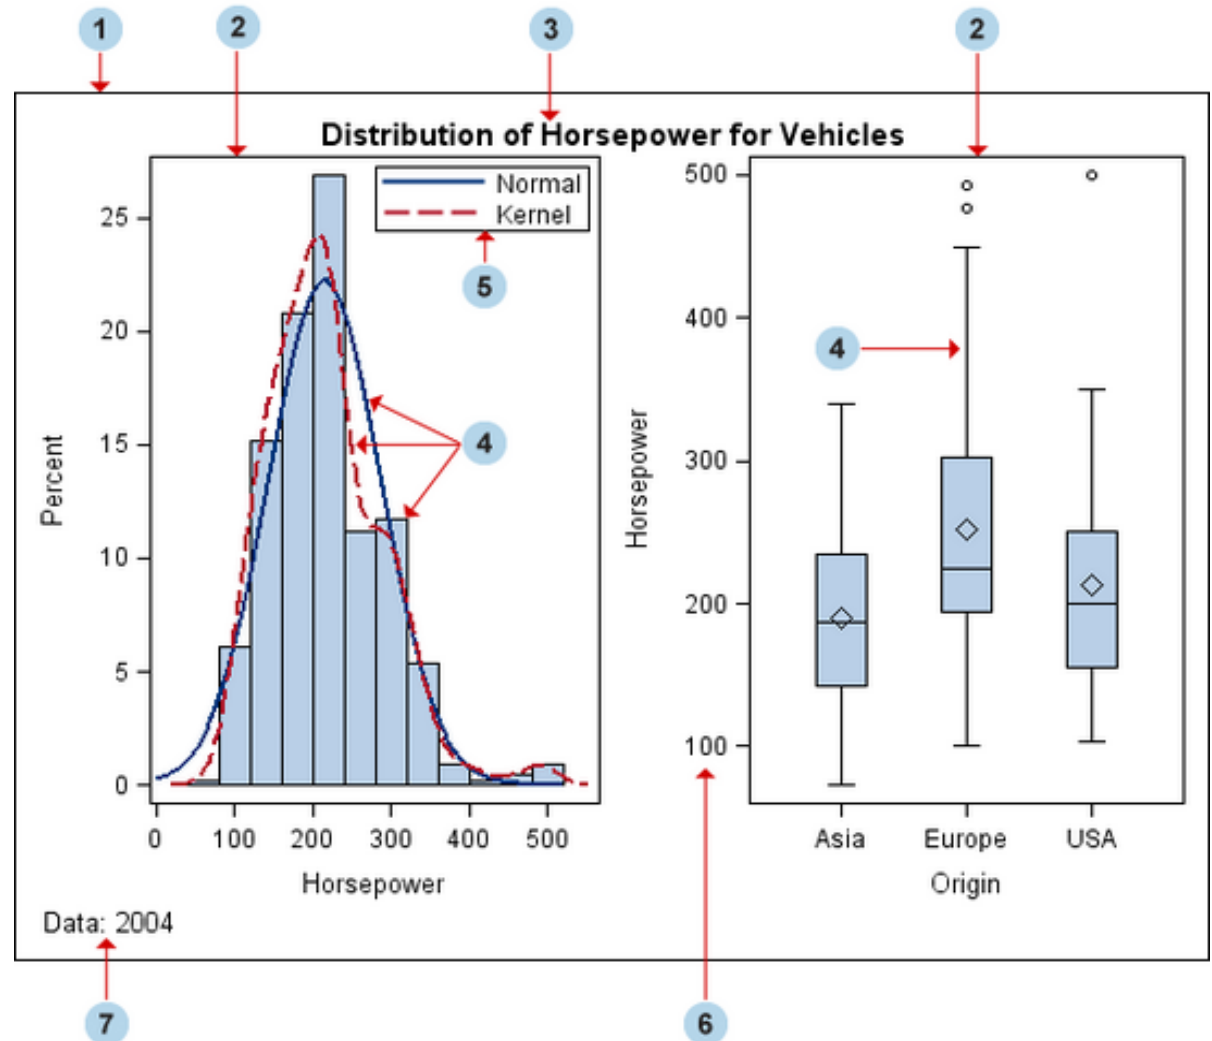 1 2 3 2
Distribution of Horsepower for Vehicles
Normal
Kernel
5
4
25
20
15
10
5
0
Percent
0 100 200 300 400 500
Horsepower
500
400
300
200
100
Horsepower
4
Asia Europe USA
Origin
Data: 2004
7 6